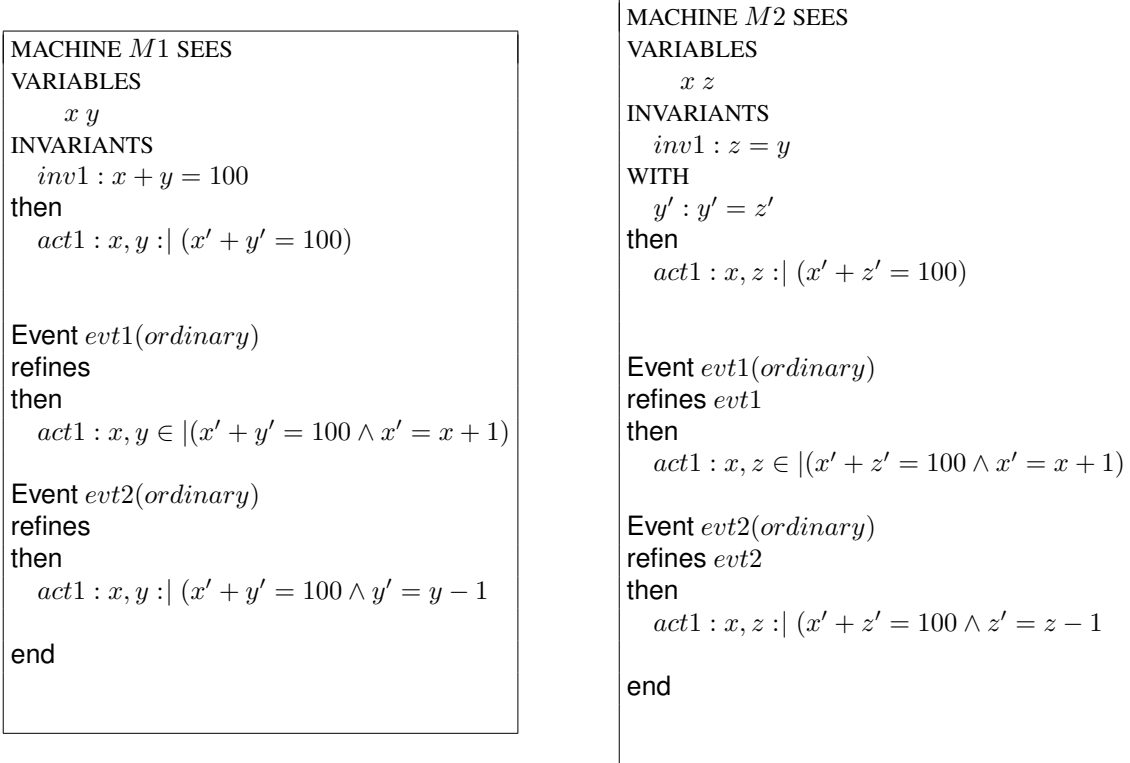 MACHINE M1 SEES
VARIABLES
x y
INVARIANTS
inv1 : x + y = 100
then
act1 : x, y :| (x′ + y′ = 100)
Event evt1(ordinary)
refines
then
act1 : x, y ∈ |(x′ + y′ = 100 ∧ x′ = x + 1)
Event evt2(ordinary)
refines
then
act1 : x, y :| (x′ + y′ = 100 ∧ y′ = y − 1
end
MACHINE M2 SEES
VARIABLES
x z
INVARIANTS
inv1 : z = y
WITH
y′ : y′ = z′
then
act1 : x, z :| (x′ + z′ = 100)
Event evt1(ordinary)
refines evt1
then
act1 : x, z ∈ |(x′ + z′ = 100 ∧ x′ = x + 1)
Event evt2(ordinary)
refines evt2
then
act1 : x, z :| (x′ + z′ = 100 ∧ z′ = z − 1
end